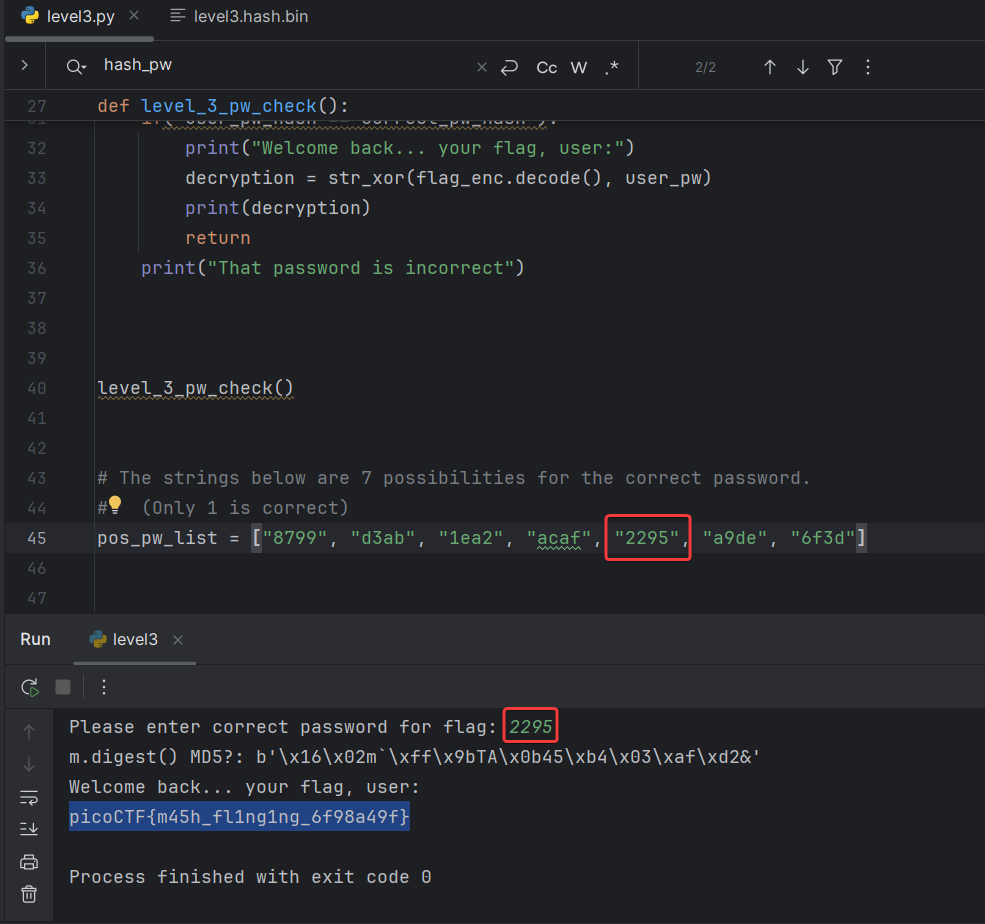 level3.py
level3.hash.bin
hash_pw
Cc W .*
2/2
27 def level_3_pw_check():
32 print("Welcome back... your flag, user:")
33 decryption = str_xor(flag_enc.decode(), user_pw)
34 print(decryption)
35 return
36 print("That password is incorrect")
37
38
39
40 level_3_pw_check()
41
42
43 # The strings below are 7 possibilities for the correct password.
44 # (Only 1 is correct)
45 pos_pw_list = ["8799", "d3ab", "1ea2", "acaf", "2295", "a9de", "6f3d"]
46
47
Run level3
Please enter correct password for flag: 2295
m.digest() MD5?: b'\x16\x02m`\xff\x9bTA\x0b45\xb4\x03\xaf\xd2&'
Welcome back... your flag, user:
picoCTF{m45h_fl1ng1ng_6f98a49f}
Process finished with exit code 0